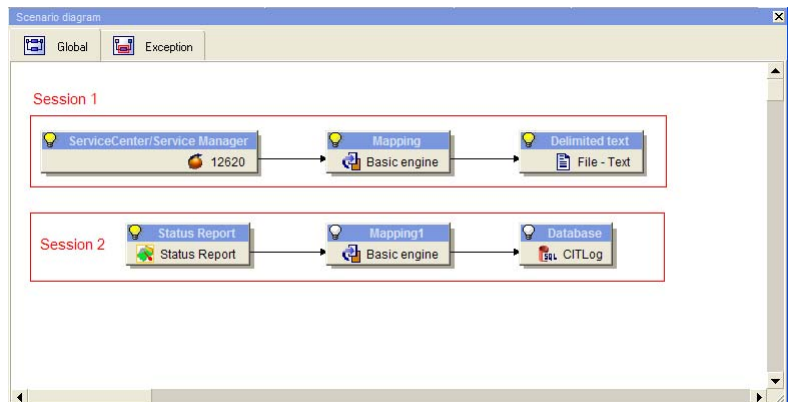 Scenario diagram
Global Exception
Session 1
ServiceCenter/Service Manager Mapping Delimited text
12620 Basic engine File - Text
Session 2
Status Report Mapping1 Database
Status Report Basic engine SQL CITLog